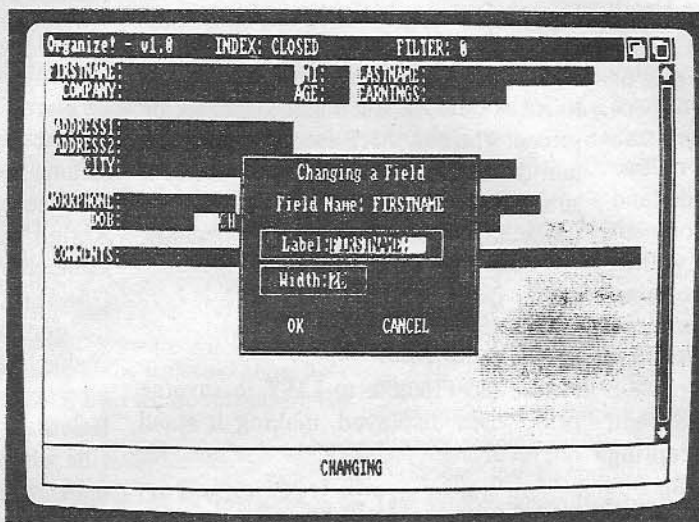 Organize! - v1.0 INDEX: CLOSED FILTER: 0
FIRSTNAME: MI: LASTNAME:
COMPANY: AGE: EARNINGS:
ADDRESS1:
ADDRESS2:
CITY:
WORKPHONE:
DOB:
COMMENTS:
Changing a Field
Field Name: FIRSTNAME
Label: FIRSTNAME:
Width:
OK CANCEL
CHANGING